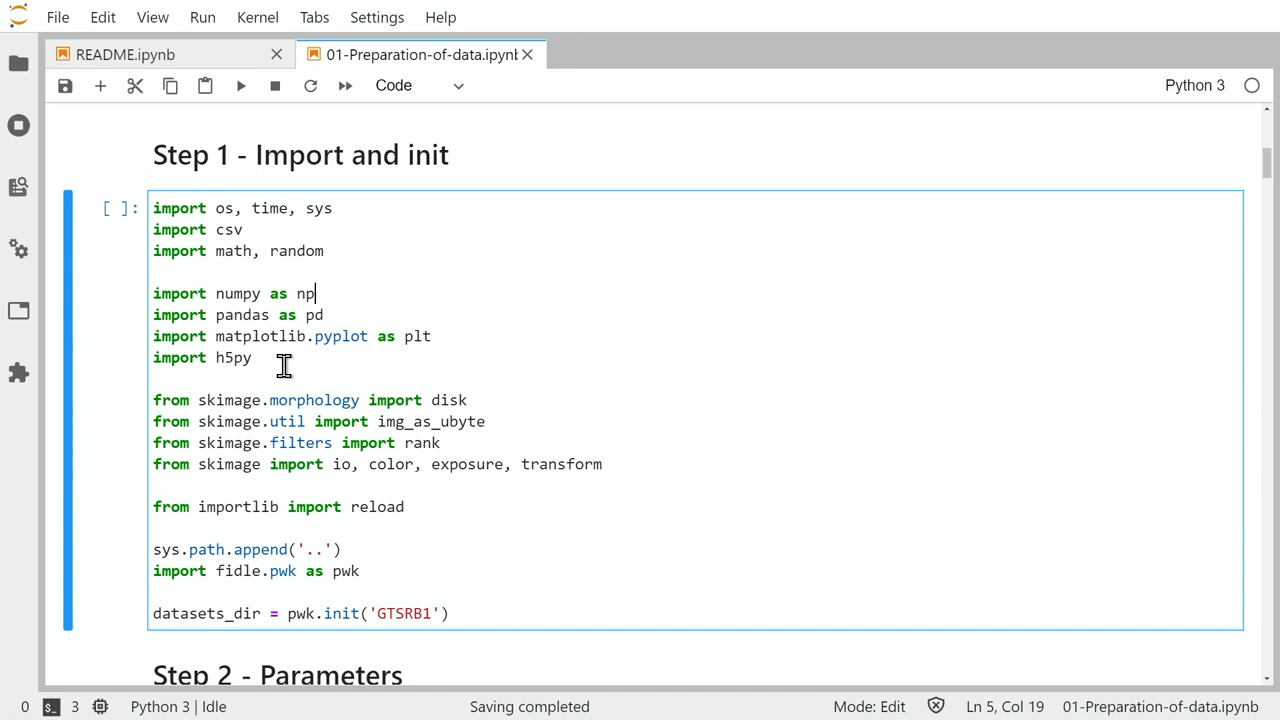 File Edit View Run Kernel Tabs Settings Help
README.ipynb 01-Preparation-of-data.ipynb
Code Python 3
Step 1 - Import and init
[ ]: import os, time, sys
import csv
import math, random
import numpy as np
import pandas as pd
import matplotlib.pyplot as plt
import h5py
from skimage.morphology import disk
from skimage.util import img_as_ubyte
from skimage.filters import rank
from skimage import io, color, exposure, transform
from importlib import reload
sys.path.append('..')
import fidle.pwk as pwk
datasets_dir = pwk.init('GTSRB1')
Step 2 - Parameters
0 $_ 3 Python 3 | Idle Saving completed Mode: Edit Ln 5, Col 19 01-Preparation-of-data.ipynb